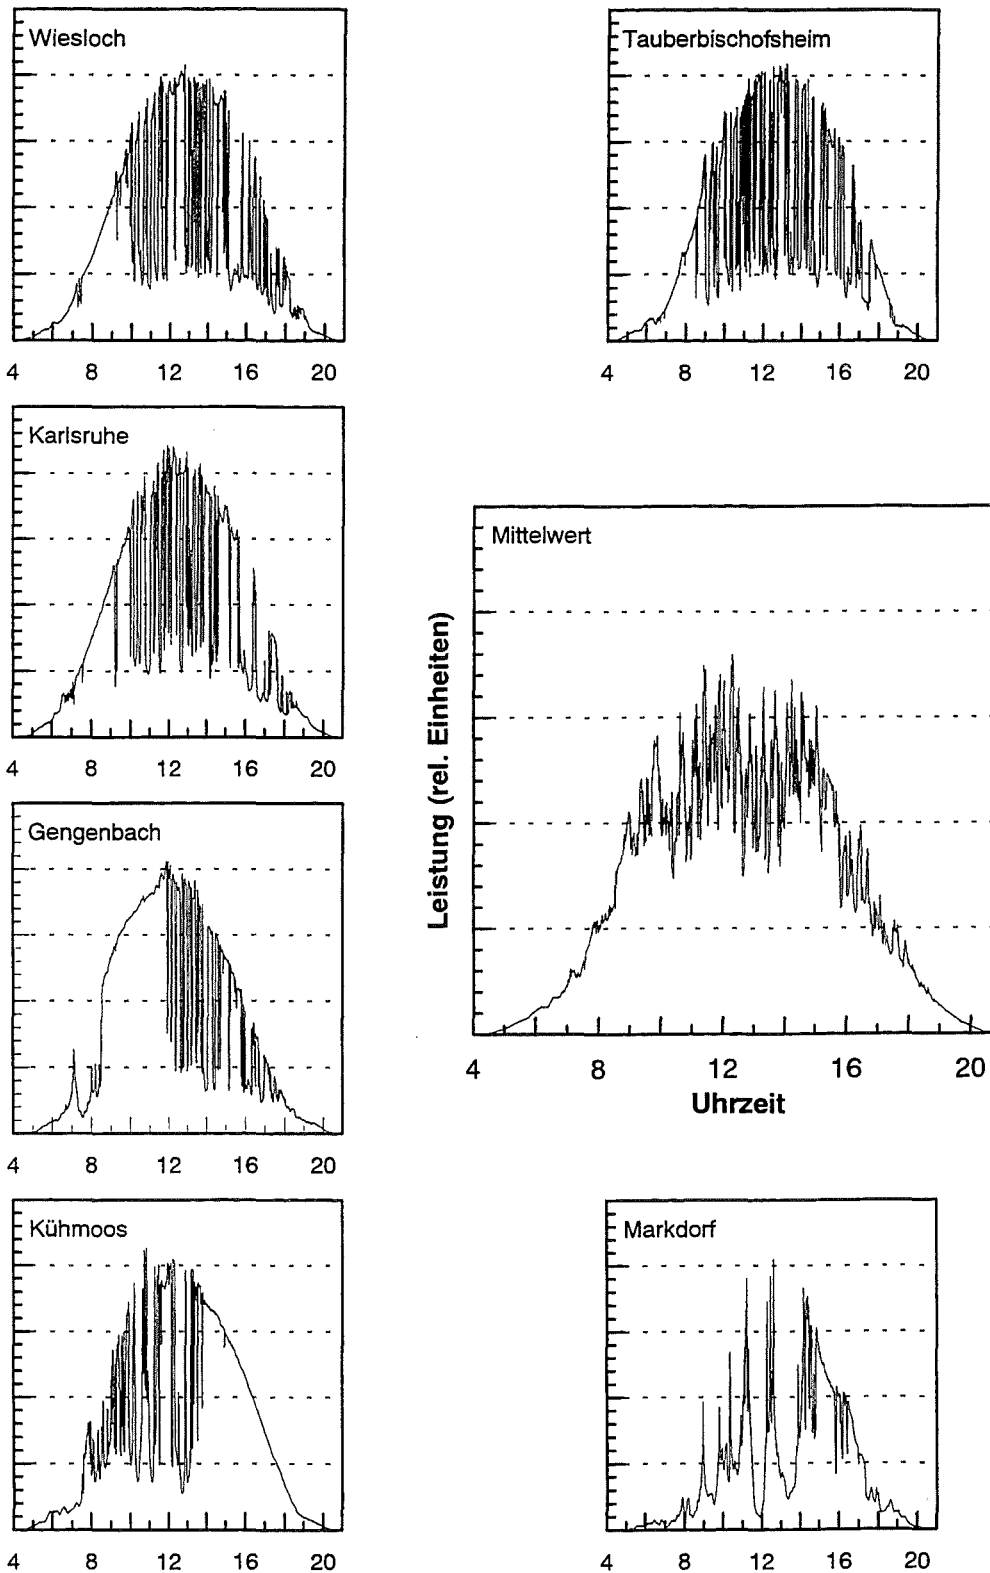 Wiesloch
4 8 12 16 20
Tauberbischofsheim
4 8 12 16 20
Karlsruhe
4 8 12 16 20
Mittelwert
Leistung (rel. Einheiten)
4 8 12 16 20
Uhrzeit
Gengenbach
4 8 12 16 20
Kühmoos
4 8 12 16 20
Markdorf
4 8 12 16 20